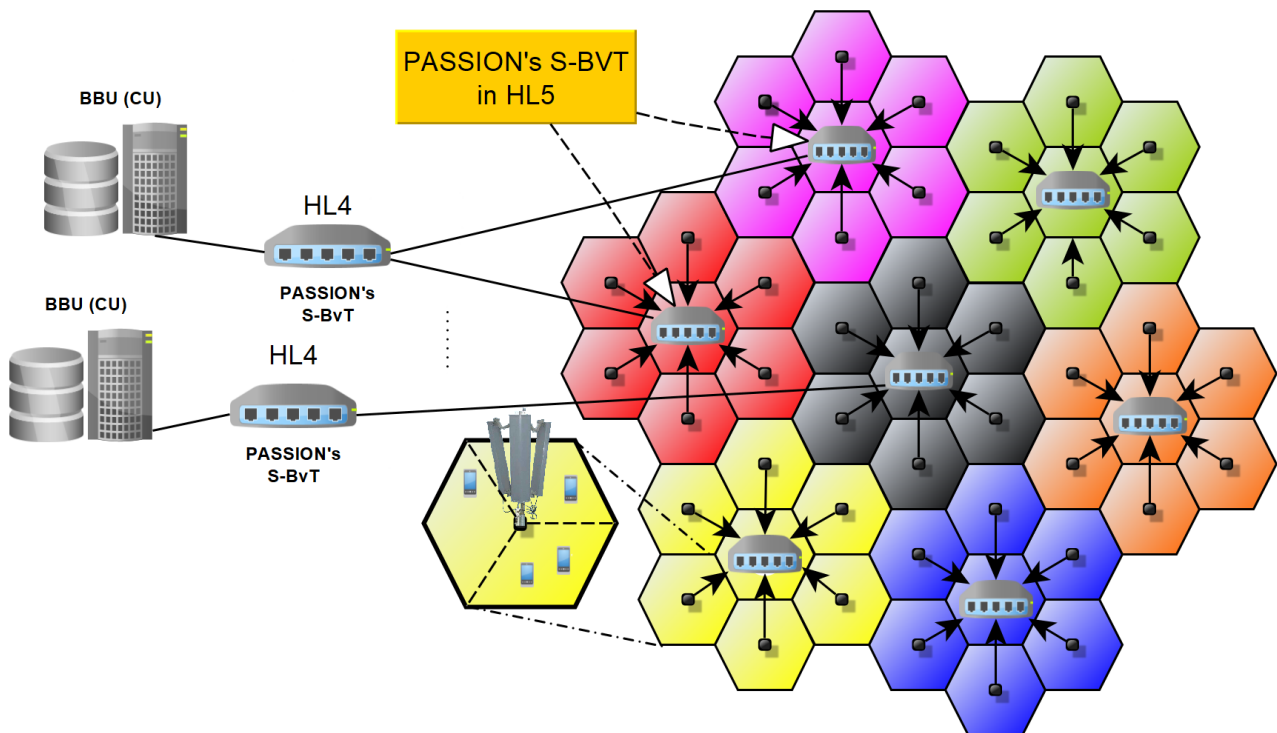 PASSION's S-BVT
in HL5
BBU (CU)
HL4
PASSION's
S-BvT
BBU (CU)
HL4
PASSION's
S-BvT